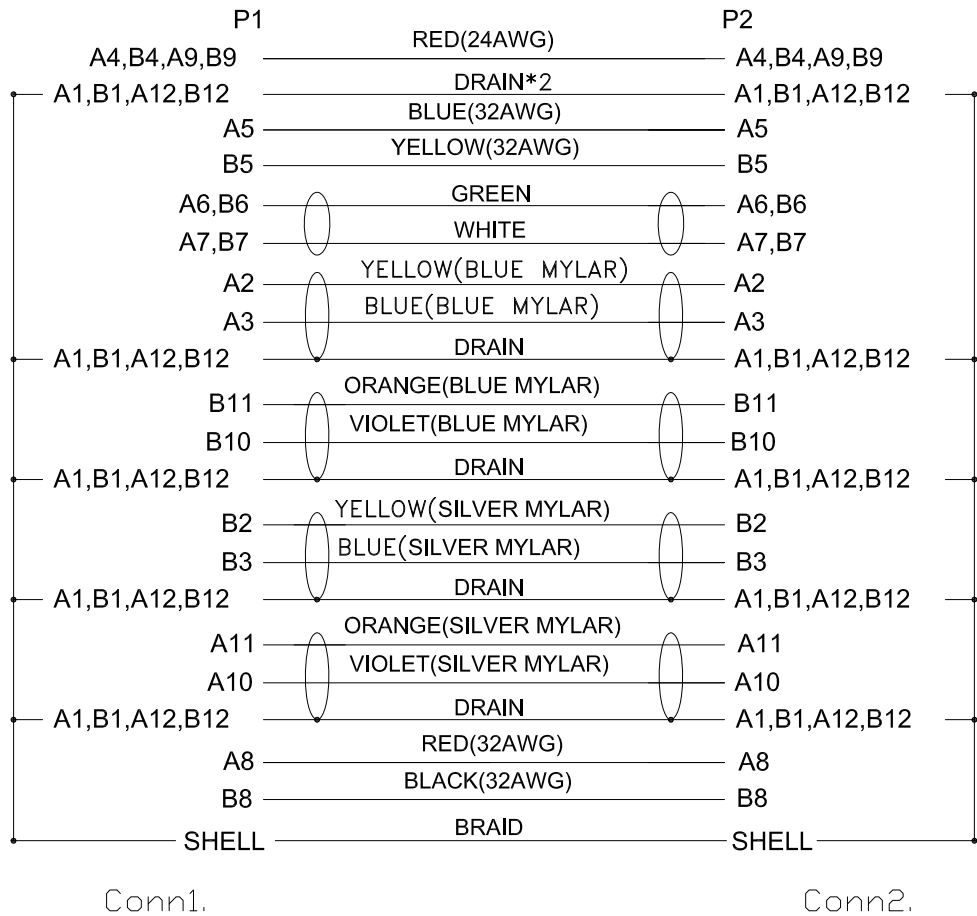 P1 P2
RED(24AWG)
A4,B4,A9,B9 A4,B4,A9,B9
DRAIN*2
A1,B1,A12,B12 A1,B1,A12,B12
BLUE(32AWG)
A5 A5
YELLOW(32AWG)
B5 B5
GREEN
A6,B6 A6,B6
WHITE
A7,B7 A7,B7
YELLOW(BLUE MYLAR)
A2 A2
BLUE(BLUE MYLAR)
A3 A3
DRAIN
A1,B1,A12,B12 A1,B1,A12,B12
ORANGE(BLUE MYLAR)
B11 B11
VIOLET(BLUE MYLAR)
B10 B10
DRAIN
A1,B1,A12,B12 A1,B1,A12,B12
YELLOW(SILVER MYLAR)
B2 B2
BLUE(SILVER MYLAR)
B3 B3
DRAIN
A1,B1,A12,B12 A1,B1,A12,B12
ORANGE(SILVER MYLAR)
A11 A11
VIOLET(SILVER MYLAR)
A10 A10
DRAIN
A1,B1,A12,B12 A1,B1,A12,B12
RED(32AWG)
A8 A8
BLACK(32AWG)
B8 B8
BRAID
SHELL SHELL
Conn1. Conn2.